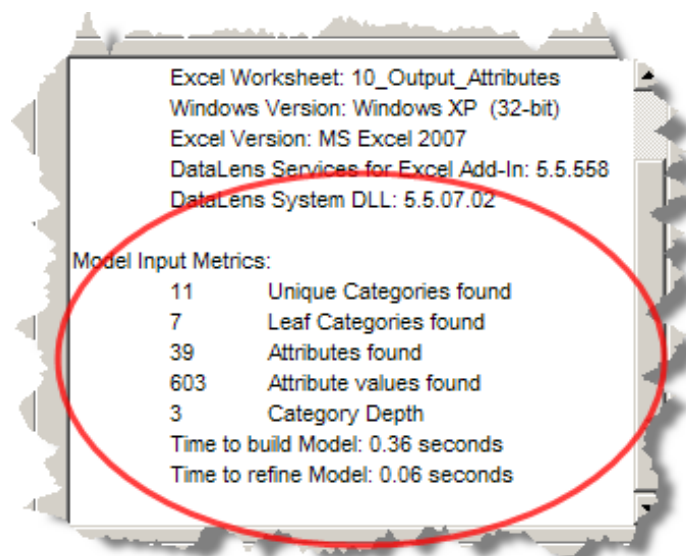 Excel Worksheet: 10_Output_Attributes
Windows Version: Windows XP (32-bit)
Excel Version: MS Excel 2007
DataLens Services for Excel Add-In: 5.5.558
DataLens System DLL: 5.5.07.02
Model Input Metrics:
11 Unique Categories found
7 Leaf Categories found
39 Attributes found
603 Attribute values found
3 Category Depth
Time to build Model: 0.36 seconds
Time to refine Model: 0.06 seconds